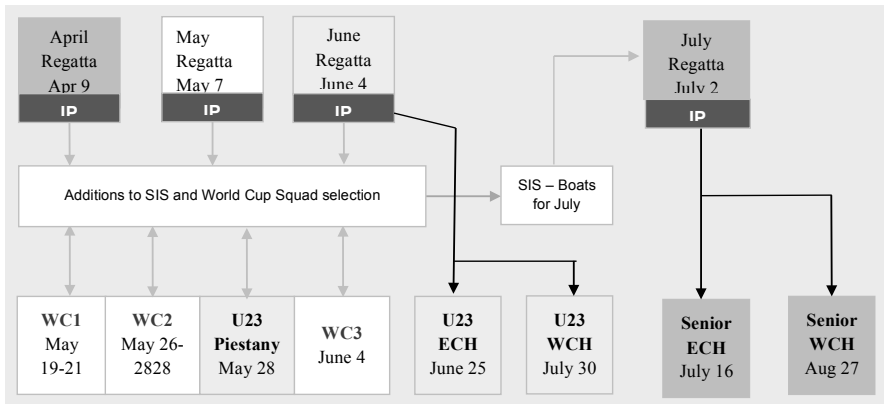 April
Regatta
Apr 9
IP
May
Regatta
May 7
IP
June
Regatta
June 4
IP
July
Regatta
July 2
IP
Additions to SIS and World Cup Squad selection
SIS – Boats
for July
WC1
May
19-21
WC2
May 26-
2828
U23
Piestany
May 28
WC3
June 4
U23
ECH
June 25
U23
WCH
July 30
Senior
ECH
July 16
Senior
WCH
Aug 27